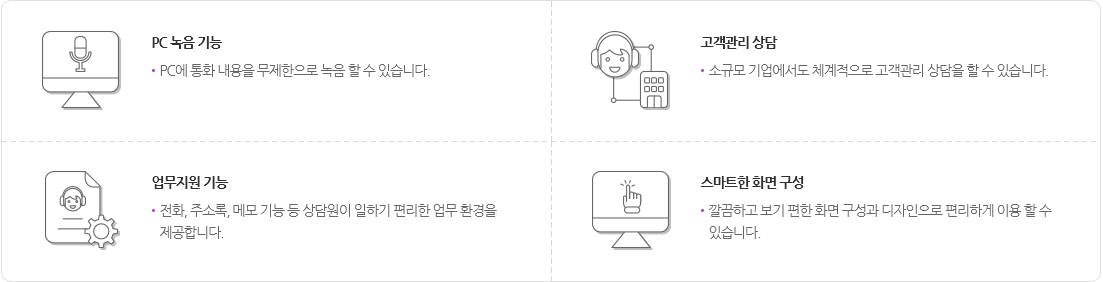 PC 녹음 기능
• PC에 통화 내용을 무제한으로 녹음 할 수 있습니다.
고객관리 상담
• 소규모 기업에서도 체계적으로 고객관리 상담을 할 수 있습니다.
업무지원 기능
• 전화, 주소록, 메모 기능 등 상담원이 일하기 편리한 업무 환경을
제공합니다.
스마트한 화면 구성
• 깔끔하고 보기 편한 화면 구성과 디자인으로 편리하게 이용 할 수
있습니다.